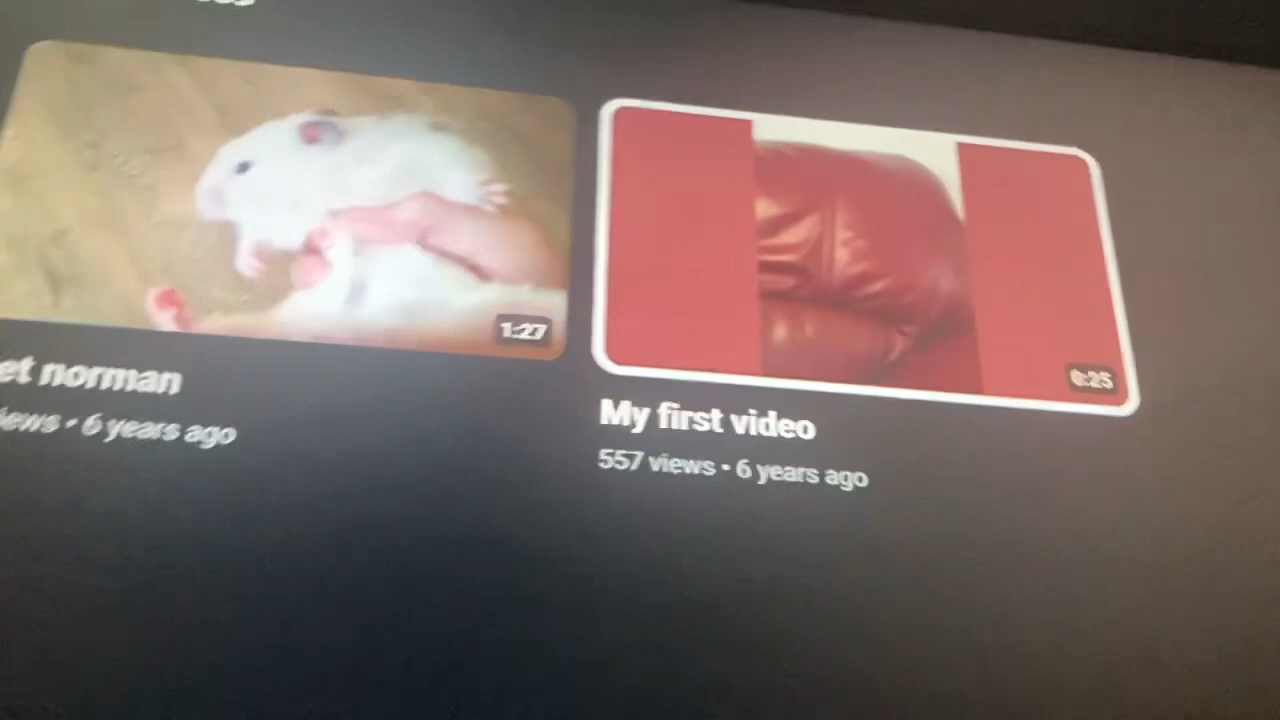 1:27
0:25
et norman
My first video
iews • 6 years ago
557 views • 6 years ago